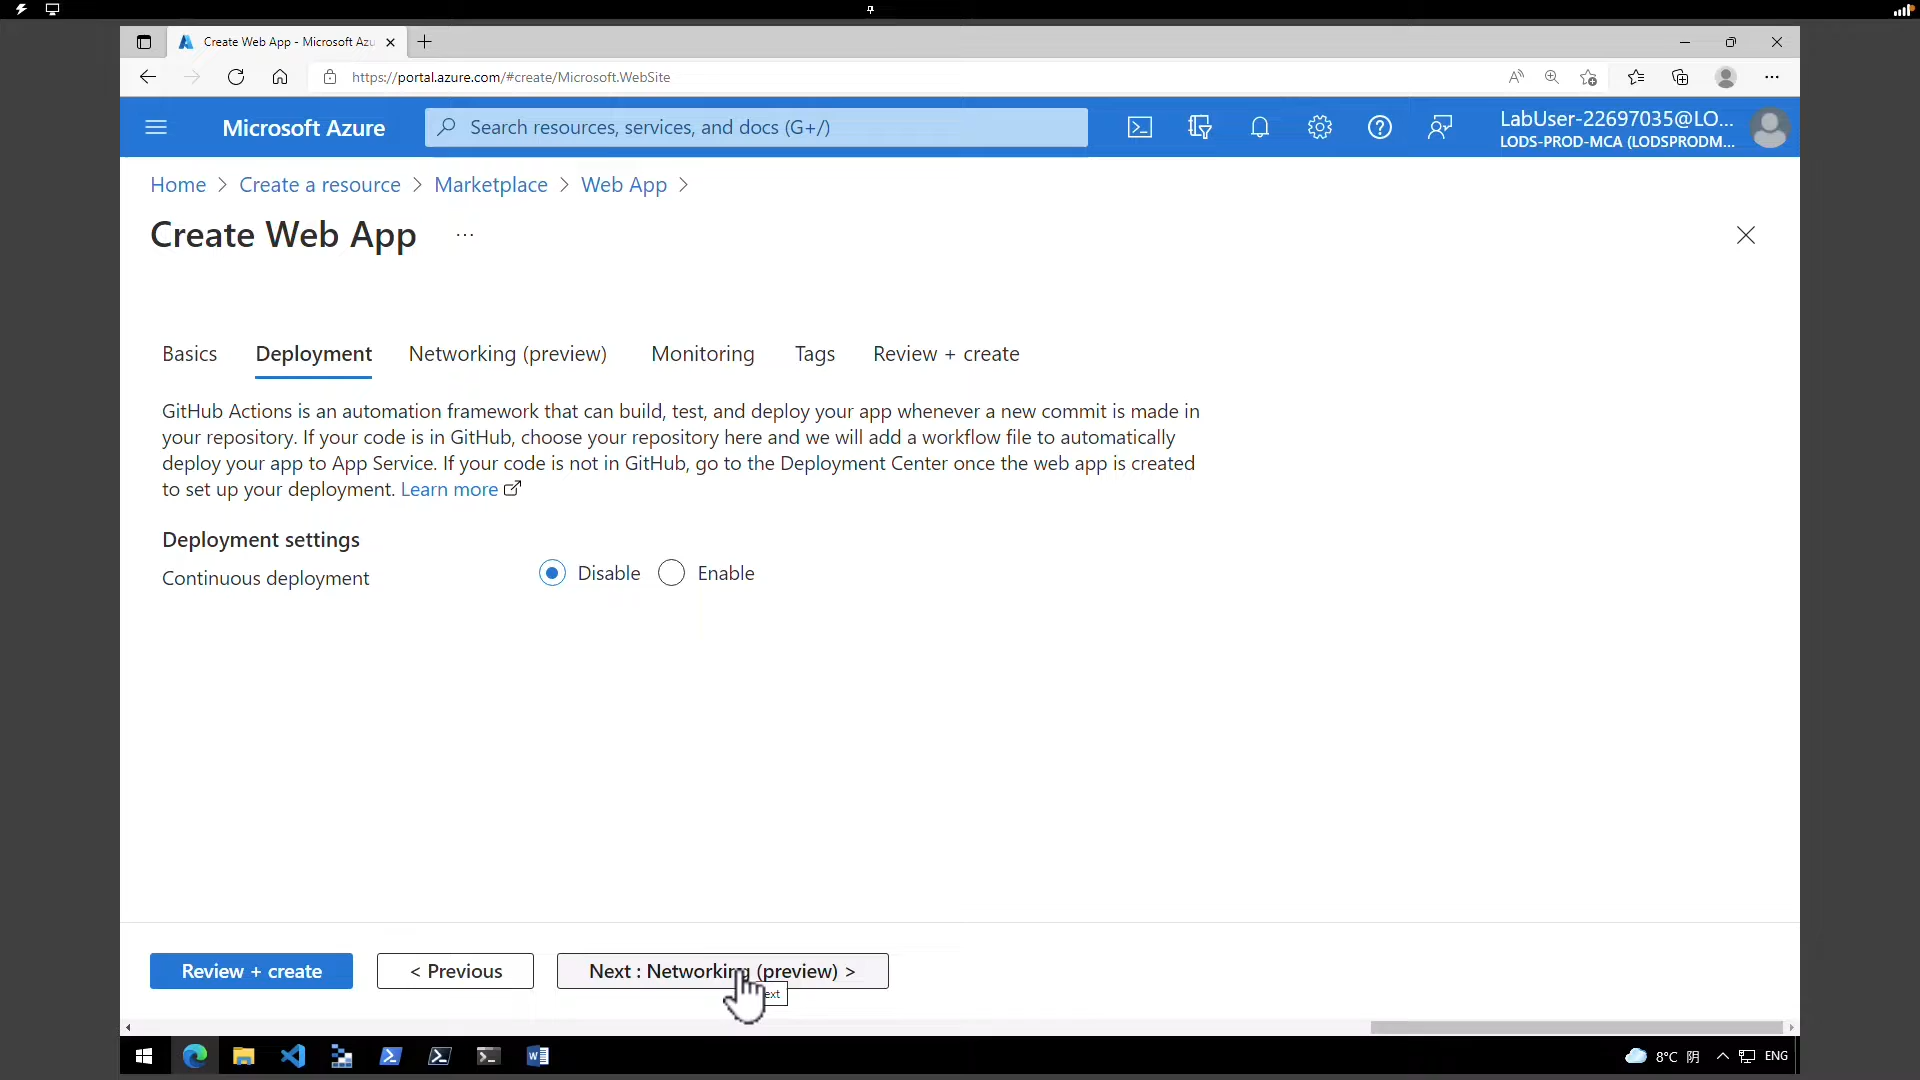 Create Web App - Microsoft Azu
https://portal.azure.com/#create/Microsoft.WebSite
Microsoft Azure
Search resources, services, and docs (G+/)
LabUser-22697035@LO...
LODS-PROD-MCA (LODSPRODM...
Home > Create a resource > Marketplace > Web App >
Create Web App ...
Basics Deployment Networking (preview) Monitoring Tags Review + create
GitHub Actions is an automation framework that can build, test, and deploy your app whenever a new commit is made in
your repository. If your code is in GitHub, choose your repository here and we will add a workflow file to automatically
deploy your app to App Service. If your code is not in GitHub, go to the Deployment Center once the web app is created
to set up your deployment. Learn more
Deployment settings
Continuous deployment Disable Enable
Review + create < Previous Next : Networking (preview) >
8°C 阴 ENG